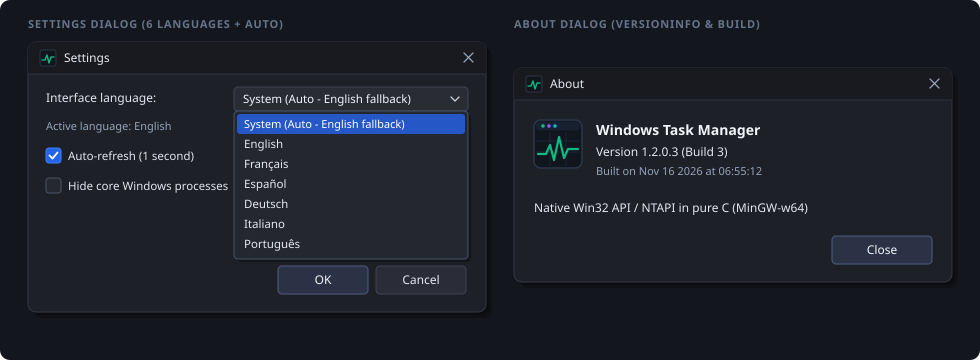 SETTINGS DIALOG (6 LANGUAGES + AUTO)
Settings
Interface language:
System (Auto - English fallback)
Active language: English
System (Auto - English fallback)
English
Français
Español
Deutsch
Italiano
Português
Auto-refresh (1 second)
Hide core Windows processes
OK
Cancel
ABOUT DIALOG (VERSIONINFO & BUILD)
About
Windows Task Manager
Version 1.2.0.3 (Build 3)
Built on Nov 16 2026 at 06:55:12
Native Win32 API / NTAPI in pure C (MinGW-w64)
Close